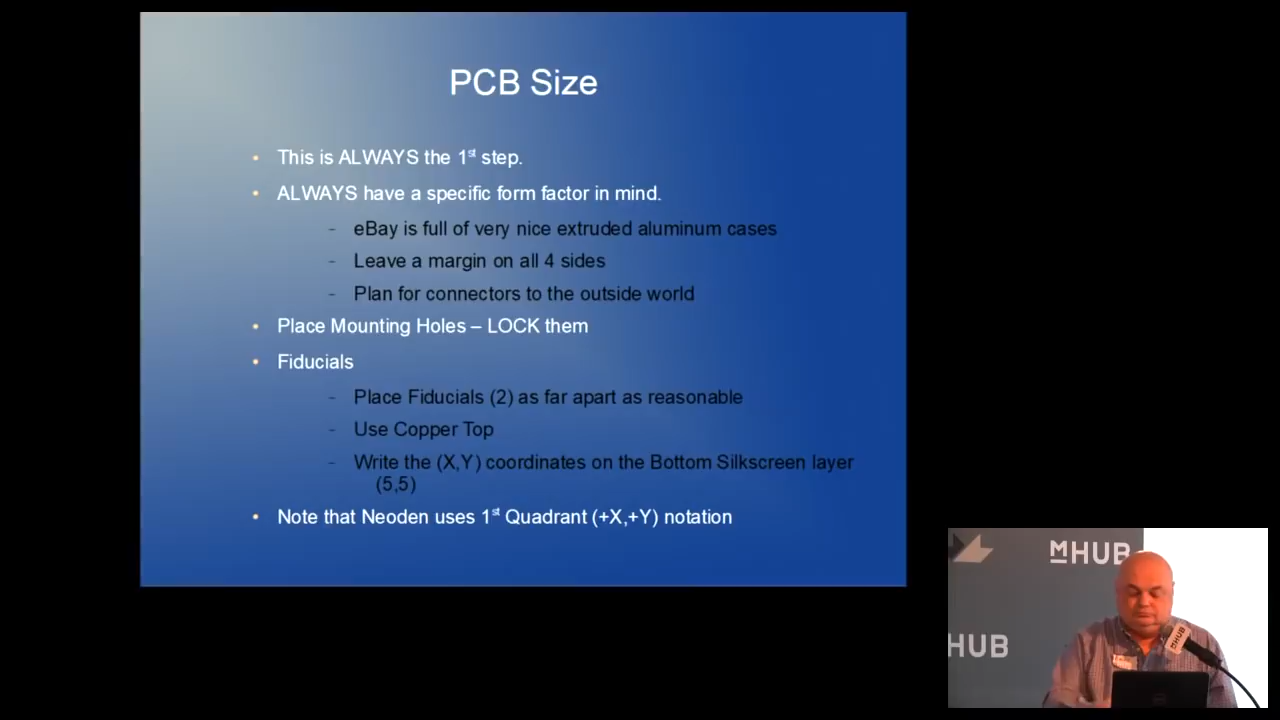 PCB Size
• This is ALWAYS the 1st step.
• ALWAYS have a specific form factor in mind.
– eBay is full of very nice extruded aluminum cases
– Leave a margin on all 4 sides
– Plan for connectors to the outside world
• Place Mounting Holes – LOCK them
• Fiducials
– Place Fiducials (2) as far apart as reasonable
– Use Copper Top
– Write the (X,Y) coordinates on the Bottom Silkscreen layer
(5,5)
• Note that Neoden uses 1st Quadrant (+X,+Y) notation
MHUB
HUB
MHUB